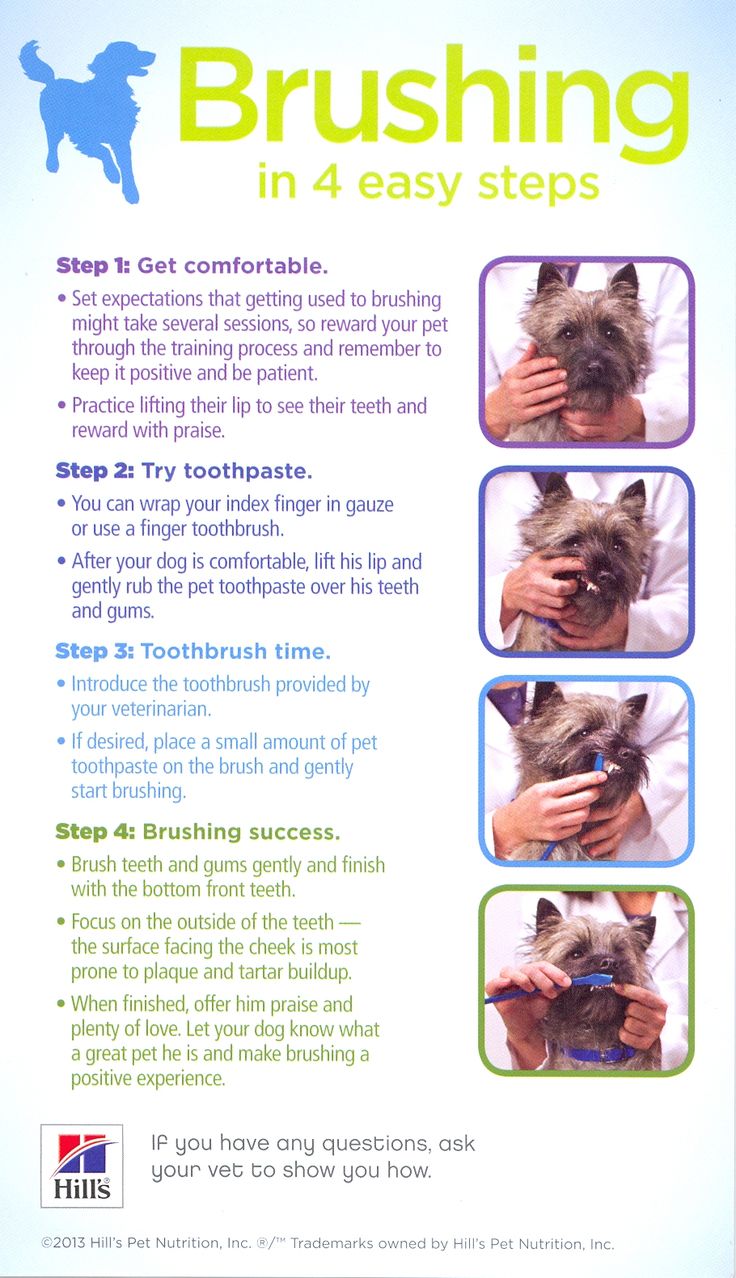 Brushing
in 4 easy steps
Step 1: Get comfortable.
• Set expectations that getting used to brushing
might take several sessions, so reward your pet
through the training process and remember to
keep it positive and be patient.
• Practice lifting their lip to see their teeth and
reward with praise.
Step 2: Try toothpaste.
• You can wrap your index finger in gauze
or use a finger toothbrush.
• After your dog is comfortable, lift his lip and
gently rub the pet toothpaste over his teeth
and gums.
Step 3: Toothbrush time.
• Introduce the toothbrush provided by
your veterinarian.
• If desired, place a small amount of pet
toothpaste on the brush and gently
start brushing.
Step 4: Brushing success.
• Brush teeth and gums gently and finish
with the bottom front teeth.
• Focus on the outside of the teeth —
the surface facing the cheek is most
prone to plaque and tartar buildup.
• When finished, offer him praise and
plenty of love. Let your dog know what
a great pet he is and make brushing a
positive experience.
Hill's®
If you have any questions, ask
your vet to show you how.
©2013 Hill's Pet Nutrition, Inc. ®/™ Trademarks owned by Hill's Pet Nutrition, Inc.